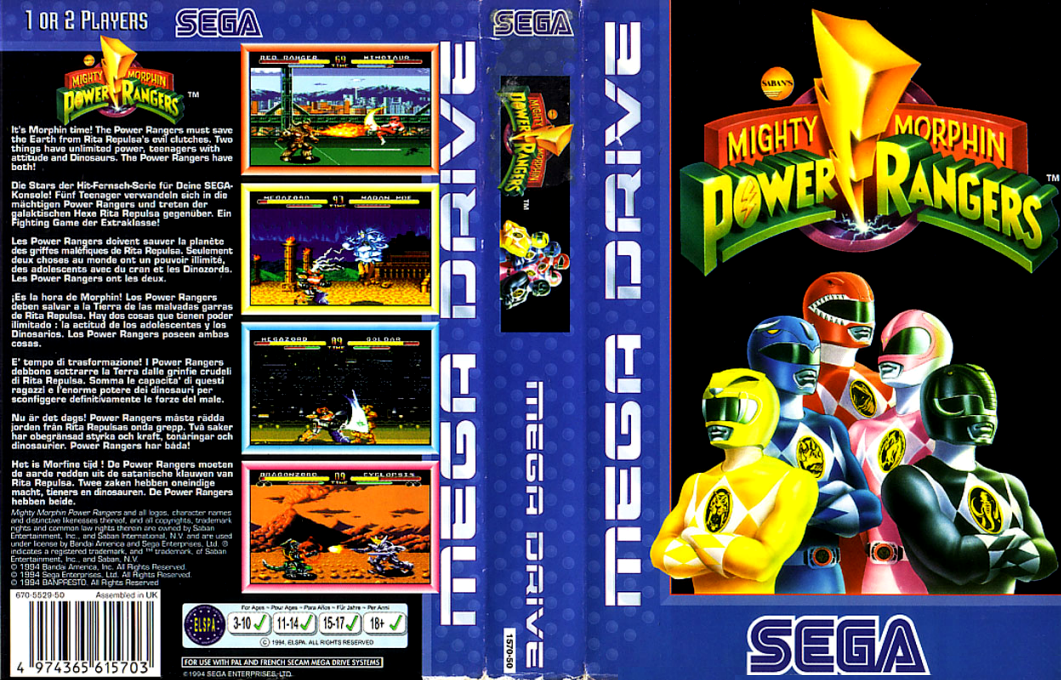 1 OR 2 PLAYERS
SEGA
SABAN'S
MIGHTY MORPHIN
POWER RANGERS ™
It's Morphin time! The Power Rangers must save
the Earth from Rita Repulsa's evil clutches. Two
things have unlimited power, teenagers with
attitude and Dinosaurs. The Power Rangers have
both!
Die Stars der Hit-Fernseh-Serie für Deine SEGA-
Konsole! Fünf Teenager verwandeln sich in die
mächtigen Power Rangers und treten der
galaktischen Hexe Rita Repulsa gegenüber. Ein
Fighting Game der Extraklasse!
Les Power Rangers doivent sauver la planète
des griffes maléfiques de Rita Repulsa. Seulement
deux choses au monde ont un pouvoir illimité,
des adolescents avec du cran et les Dinozords.
Les Power Rangers ont les deux.
¡Es la hora de Morphin! Los Power Rangers
deben salvar a la Tierra de las malvadas garras
de Rita Repulsa. Hay dos cosas que tienen poder
ilimitado : la actitud de los adolescentes y los
Dinosarios. Los Power Rangers poseen ambas
cosas.
E' tempo di trasformazione! I Power Rangers
debbono sottrarre la Terra dalle grinfie crudeli
di Rita Repulsa. Somma le capacita' di questi
ragazzi e l'enorme potere dei dinosauri per
sconfiggere definitivamente le forze del male.
Nu är det dags! Power Rangers måste rädda
jorden från Rita Repulsas onda grepp. Två saker
har obegränsad styrka och kraft, tonåringar och
dinosaurier. Power Rangers har båda!
Het is Morfine tijd ! De Power Rangers moeten
de aarde redden uit de satanische klauwen van
Rita Repulsa. Twee zaken hebben oneindige
macht, tieners en dinosauren. De Power Rangers
hebben beide.
Mighty Morphin Power Rangers and all logos, character names
and distinctive likenesses thereof, and all copyrights, trademark
rights and common law rights therein are owned by Saban
Entertainment, Inc., and Saban International, N.V. and are used
under license by Bandai America and Sega Enterprises, Ltd. ®
indicates a registered trademark, and ™ trademark, of Saban
Entertainment, Inc., and Saban, N.V.
© 1994 Bandai America, Inc. All Rights Reserved.
© 1994 Sega Enterprises, Ltd. All Rights Reserved.
© 1994 BANPRESTO. All Rights Reserved
670-5529-50 Assembled in UK
4 974365 615703
RED RANGER 69 MINOTAUR
TIME
MEGAZORD 97 MADAM WOE
TIME
MEGAZORD 99 GOLDAR
TIME
DRAGONZORD 92 CYCLOPSIS
TIME
ELSPA
For Ages ~ Pour Ages ~ Para Años ~ Für Jahre ~ Per Anni
3-10 11-14 15-17 18+
© 1994. ELSPA. ALL RIGHTS RESERVED
FOR USE WITH PAL AND FRENCH SECAM MEGA DRIVE SYSTEMS
©1994 SEGA ENTERPRISES, LTD.
MEGA DRIVE
SEGA
MIGHTY MORPHIN
POWER RANGERS ™
MEGA DRIVE
1570-50
MEGA DRIVE
SABAN'S
MIGHTY MORPHIN
POWER RANGERS ™
SEGA